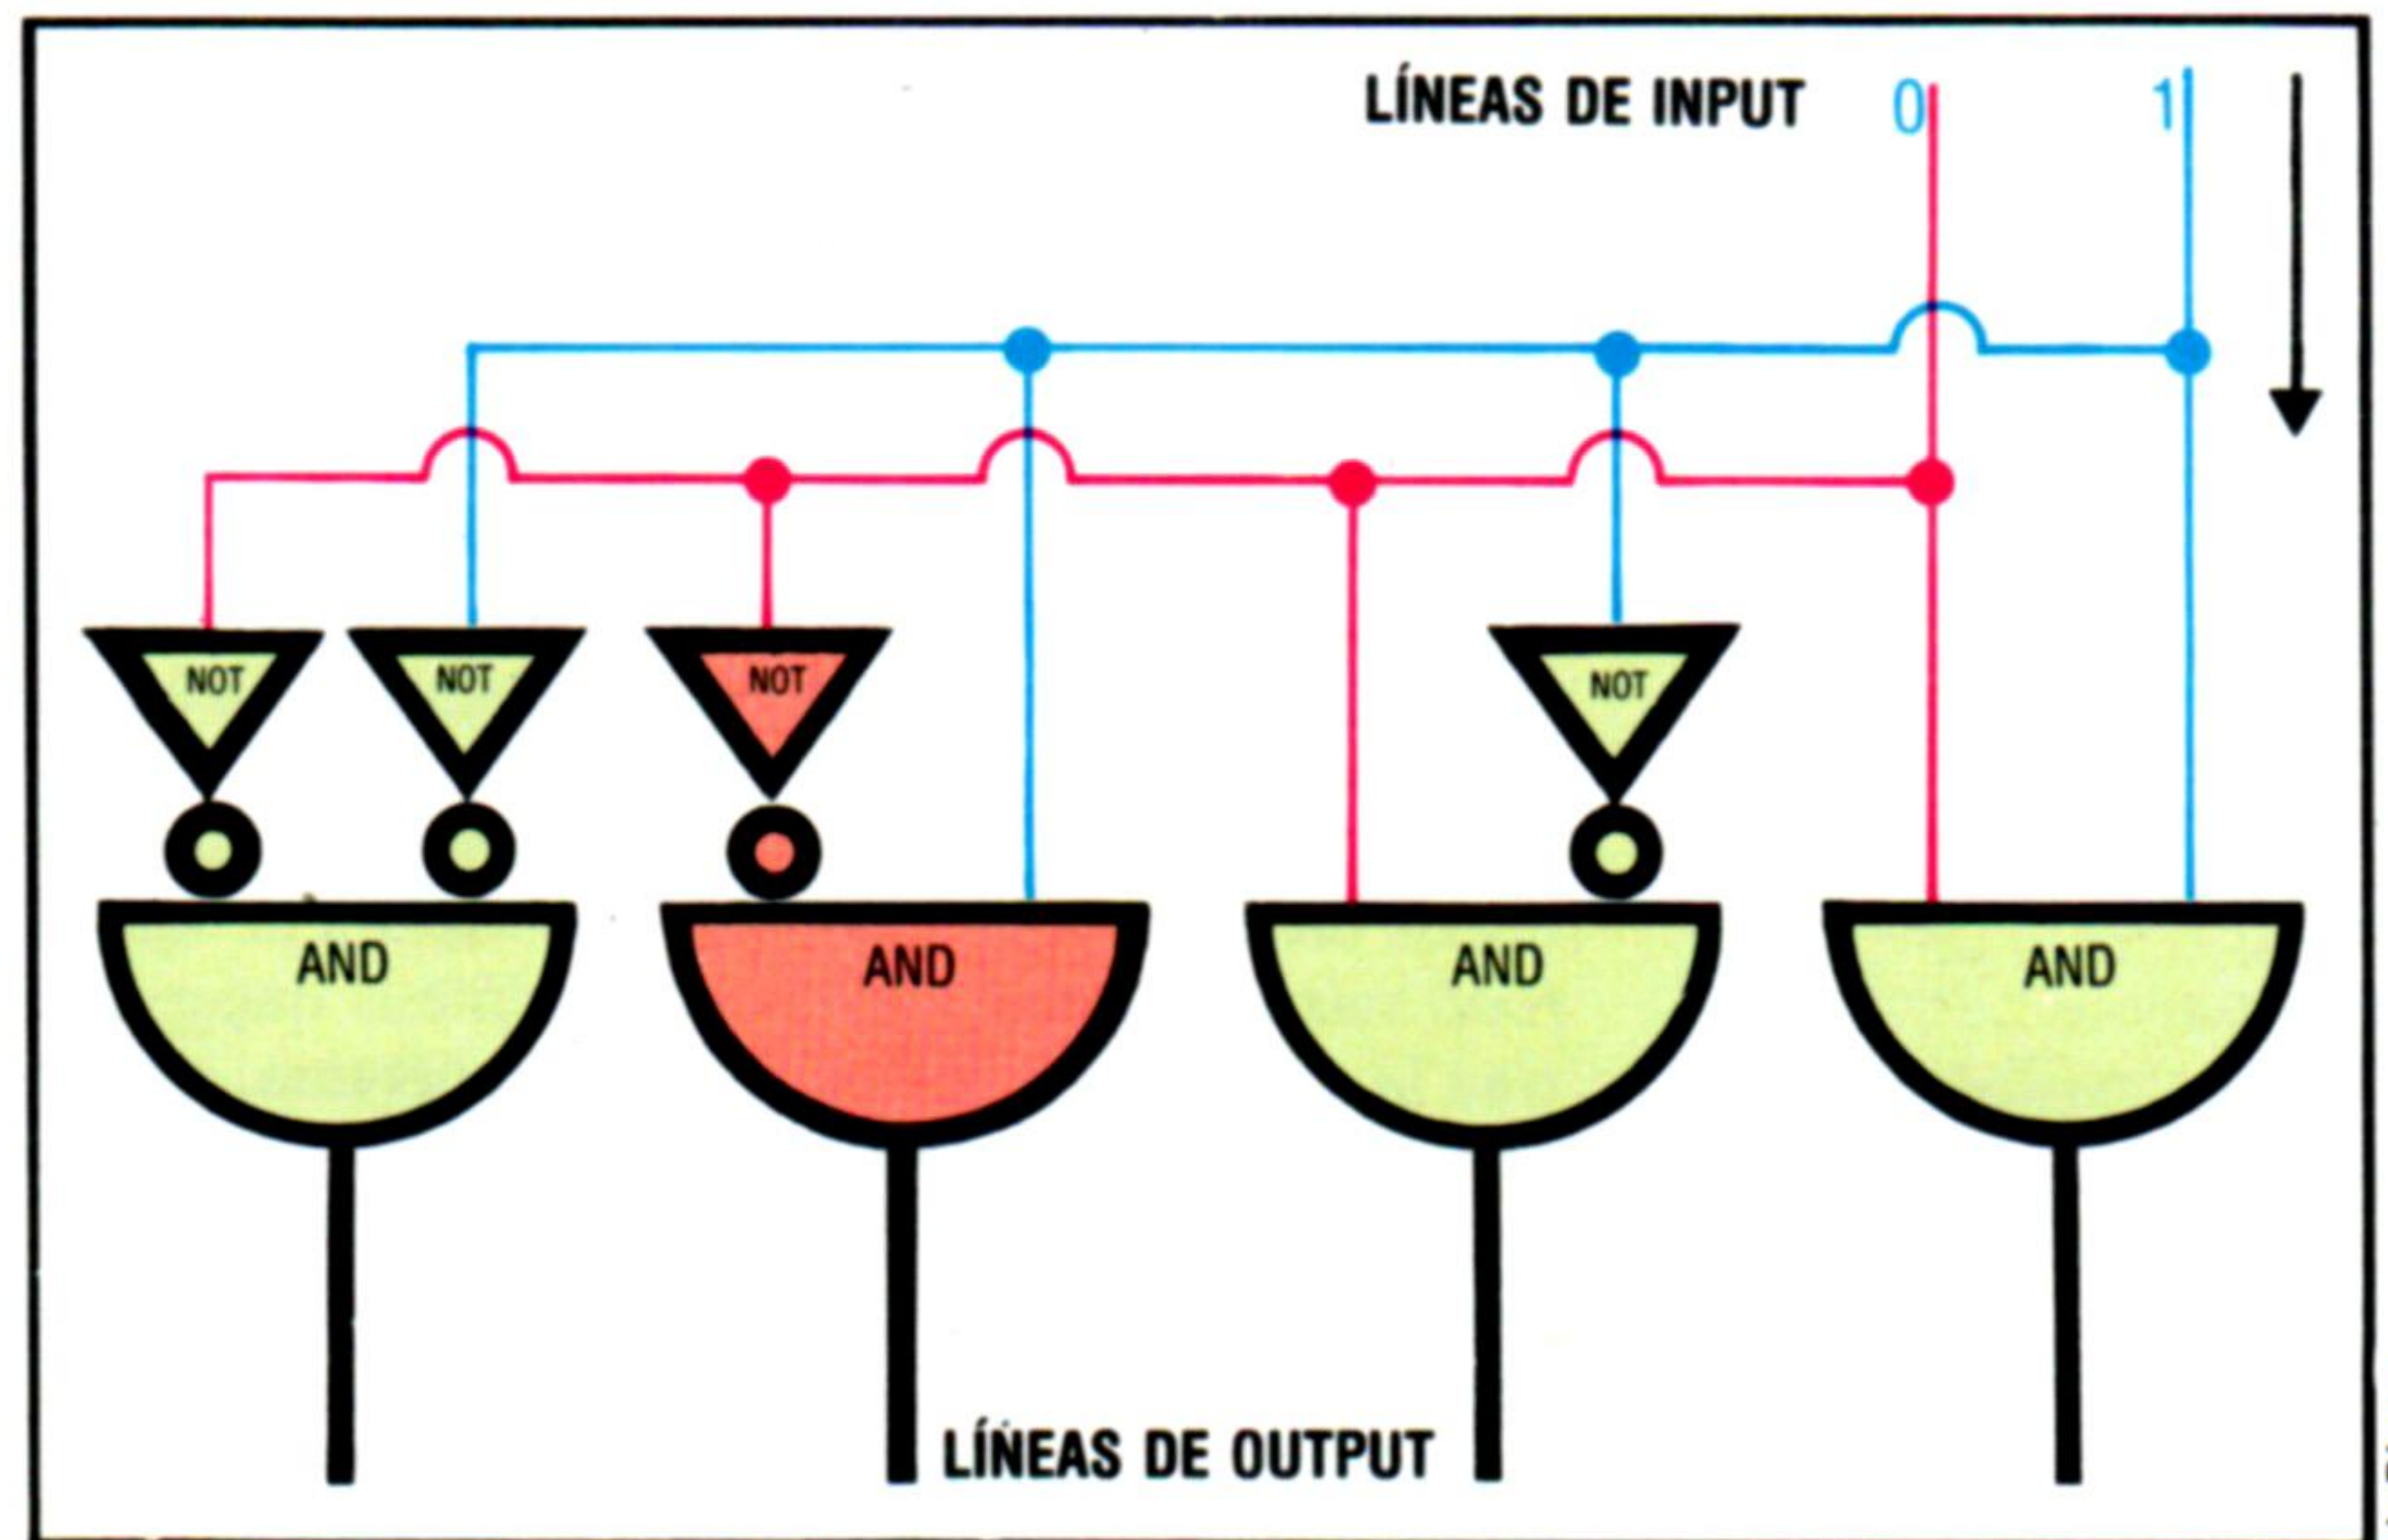 LÍNEAS DE INPUT 0 1
NOT NOT NOT NOT
AND AND AND AND
LÍNEAS DE OUTPUT